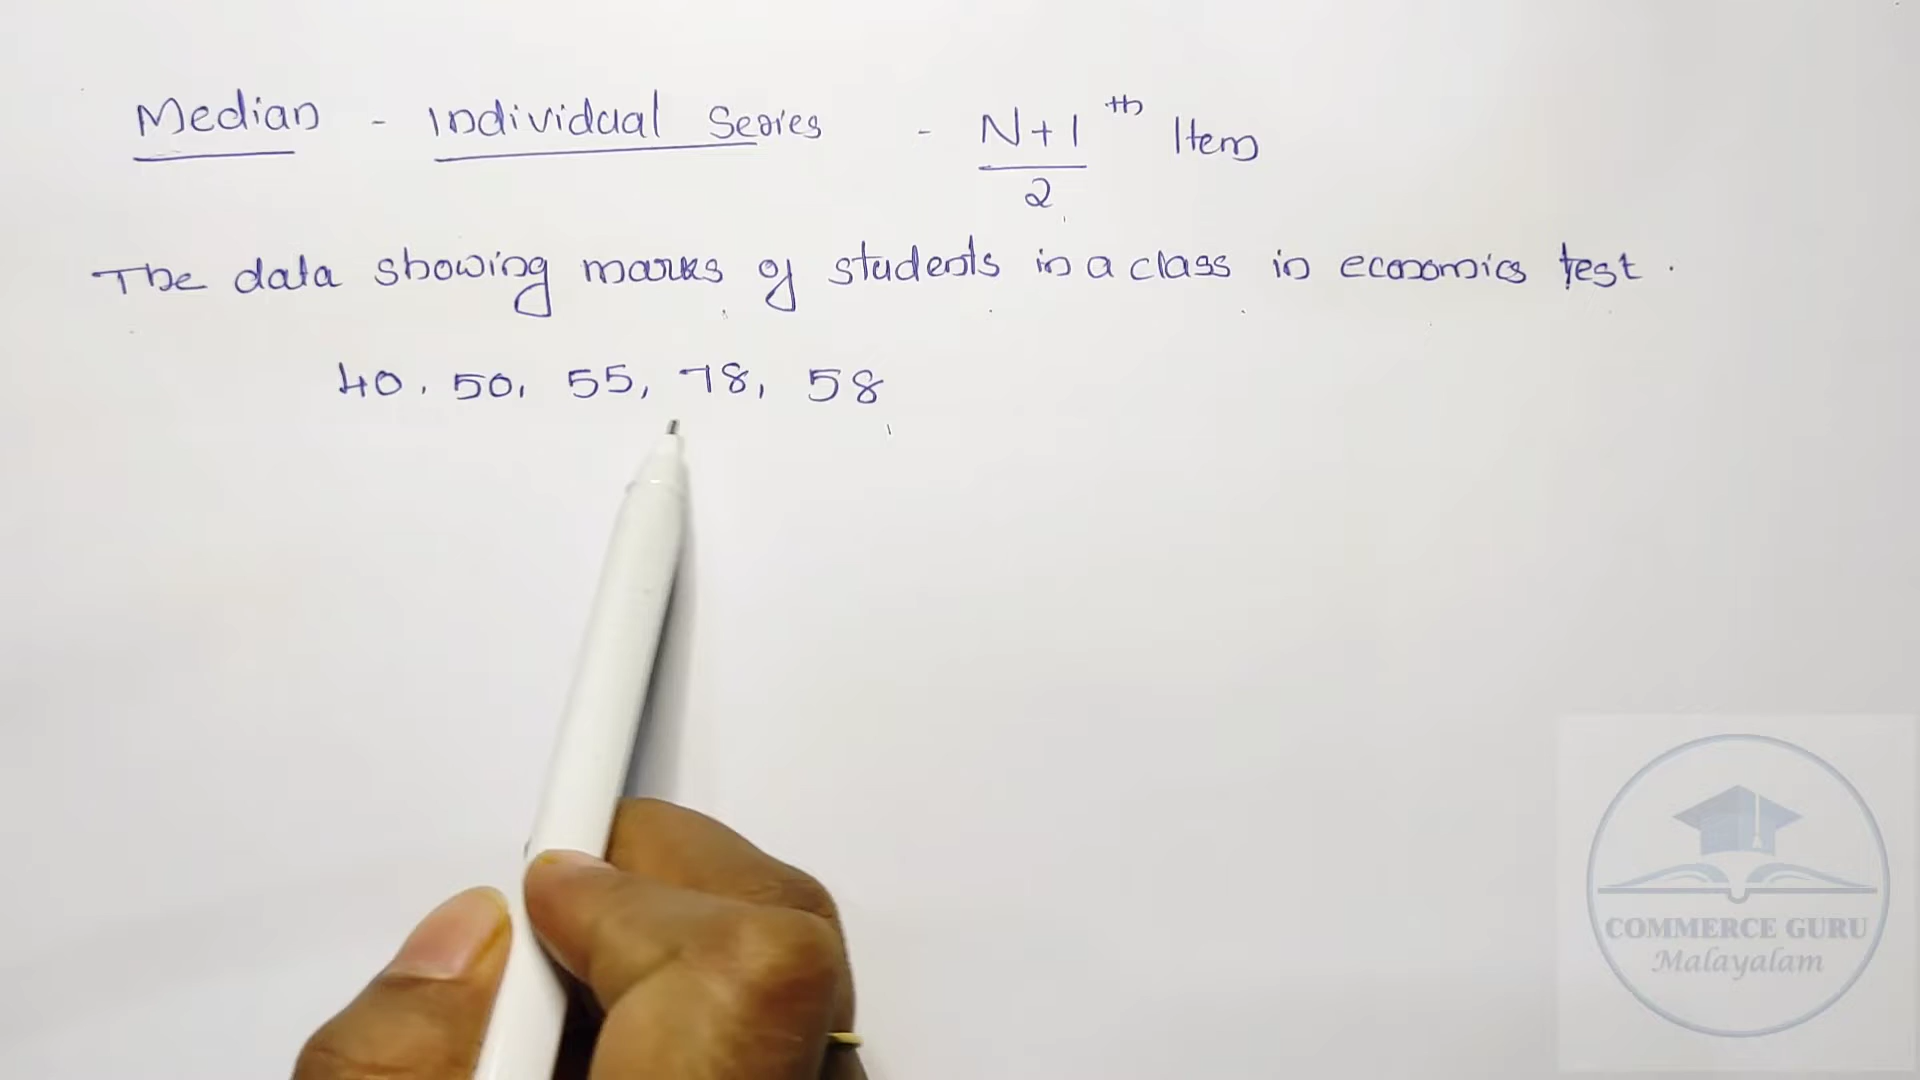 Median - Individual Series - N+1 th Item
2
The data showing marks of students in a class in economics test.
40, 50, 55, 78, 58
COMMERCE GURU
Malayalam